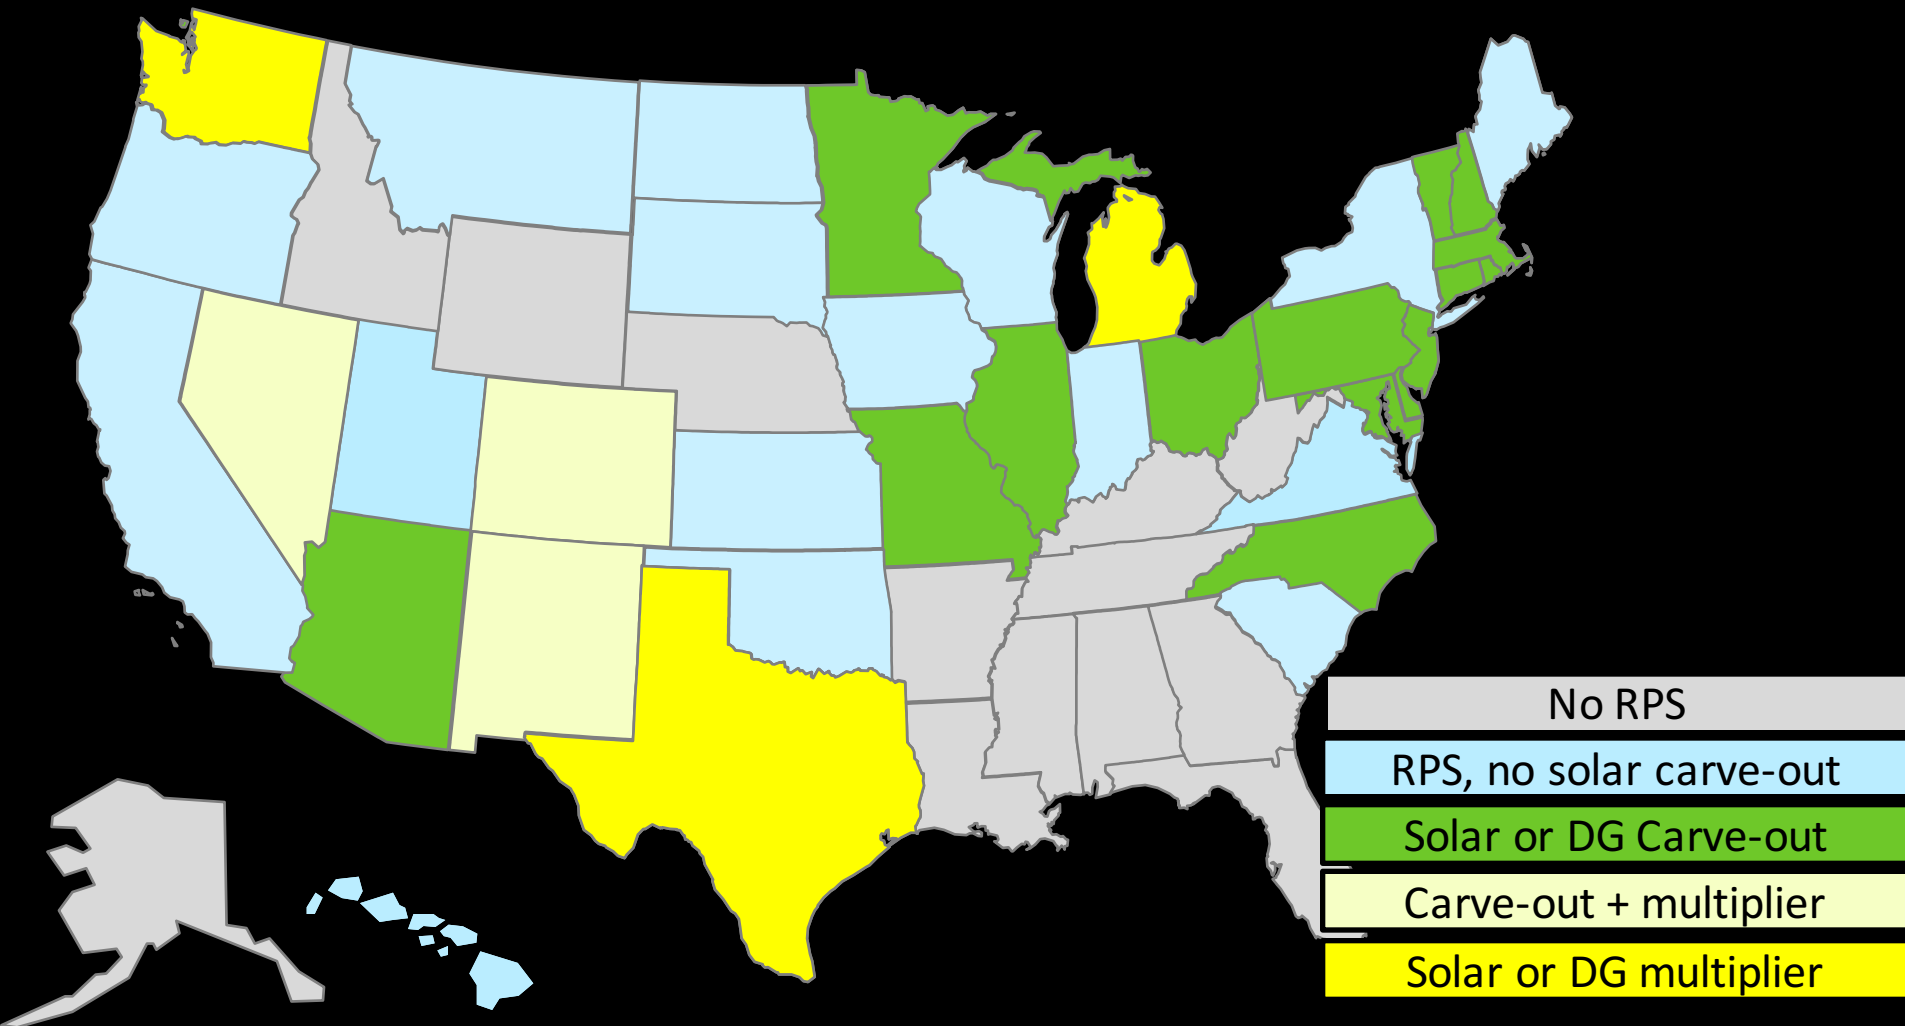 No RPS
RPS, no solar carve-out
Solar or DG Carve-out
Carve-out + multiplier
Solar or DG multiplier